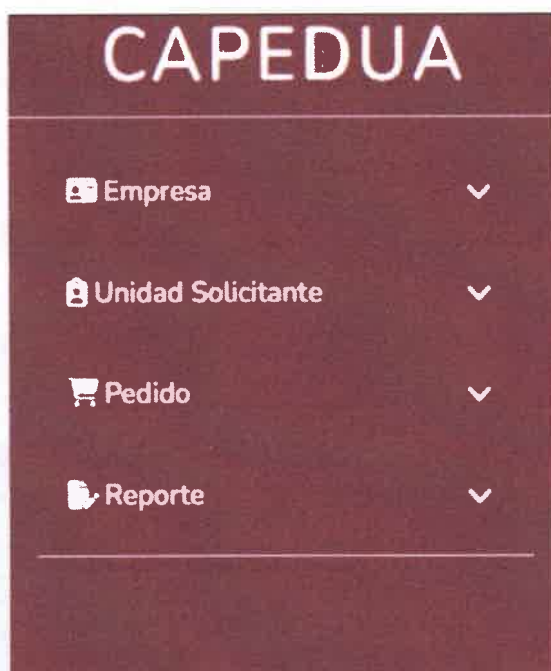 CAPEDUA
Empresa
Unidad Solicitante
Pedido
Reporte